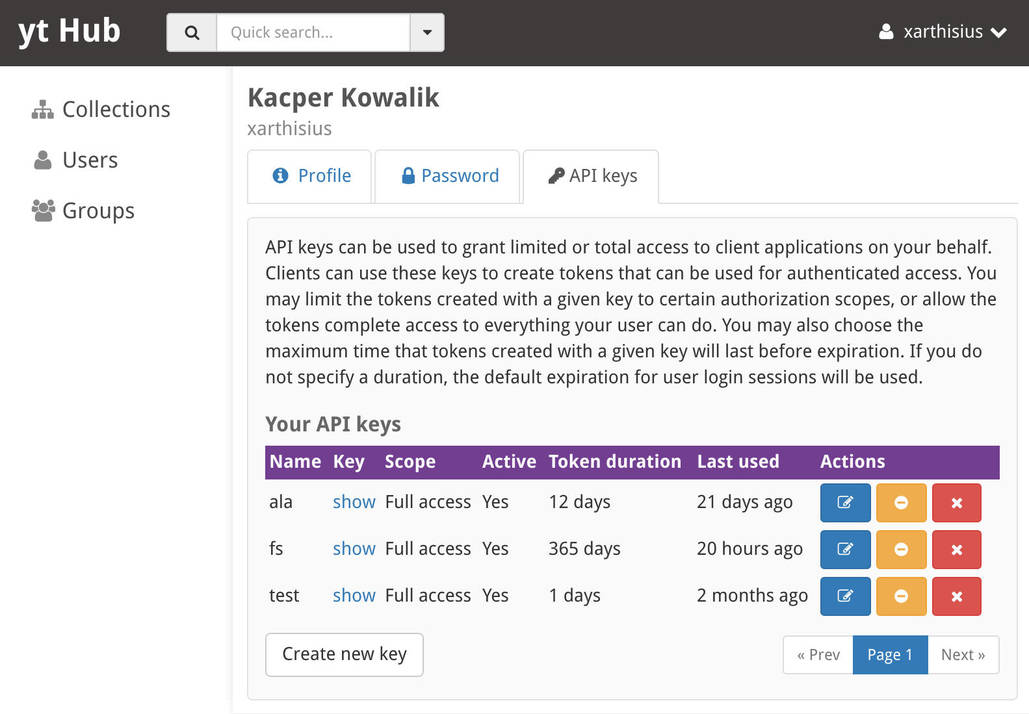 yt Hub
Quick search...
xarthisius
Collections
Users
Groups
Kacper Kowalik
xarthisius
Profile
Password
API keys
API keys can be used to grant limited or total access to client applications on your behalf.
Clients can use these keys to create tokens that can be used for authenticated access. You
may limit the tokens created with a given key to certain authorization scopes, or allow the
tokens complete access to everything your user can do. You may also choose the
maximum time that tokens created with a given key will last before expiration. If you do
not specify a duration, the default expiration for user login sessions will be used.
Your API keys
Name Key Scope Active Token duration Last used Actions
ala show Full access Yes 12 days 21 days ago
fs show Full access Yes 365 days 20 hours ago
test show Full access Yes 1 days 2 months ago
Create new key
« Prev Page 1 Next »